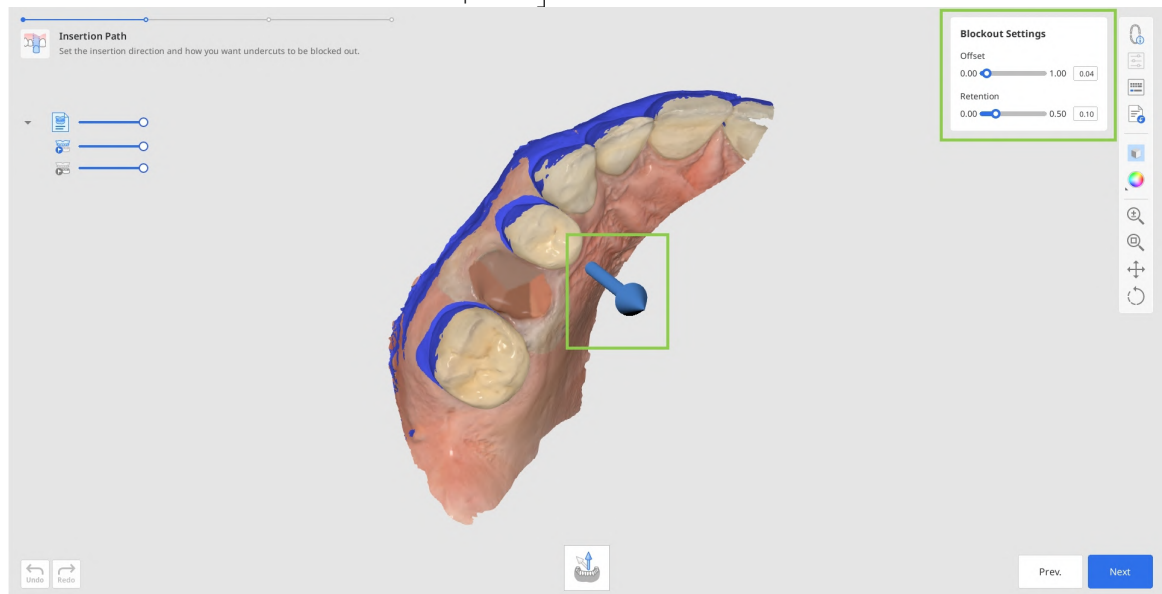 Insertion Path
Set the insertion direction and how you want undercuts to be blocked out.
Blockout Settings
Offset
0.00 1.00 0.04
Retention
0.00 0.50 0.10
Undo Redo
Prev. Next